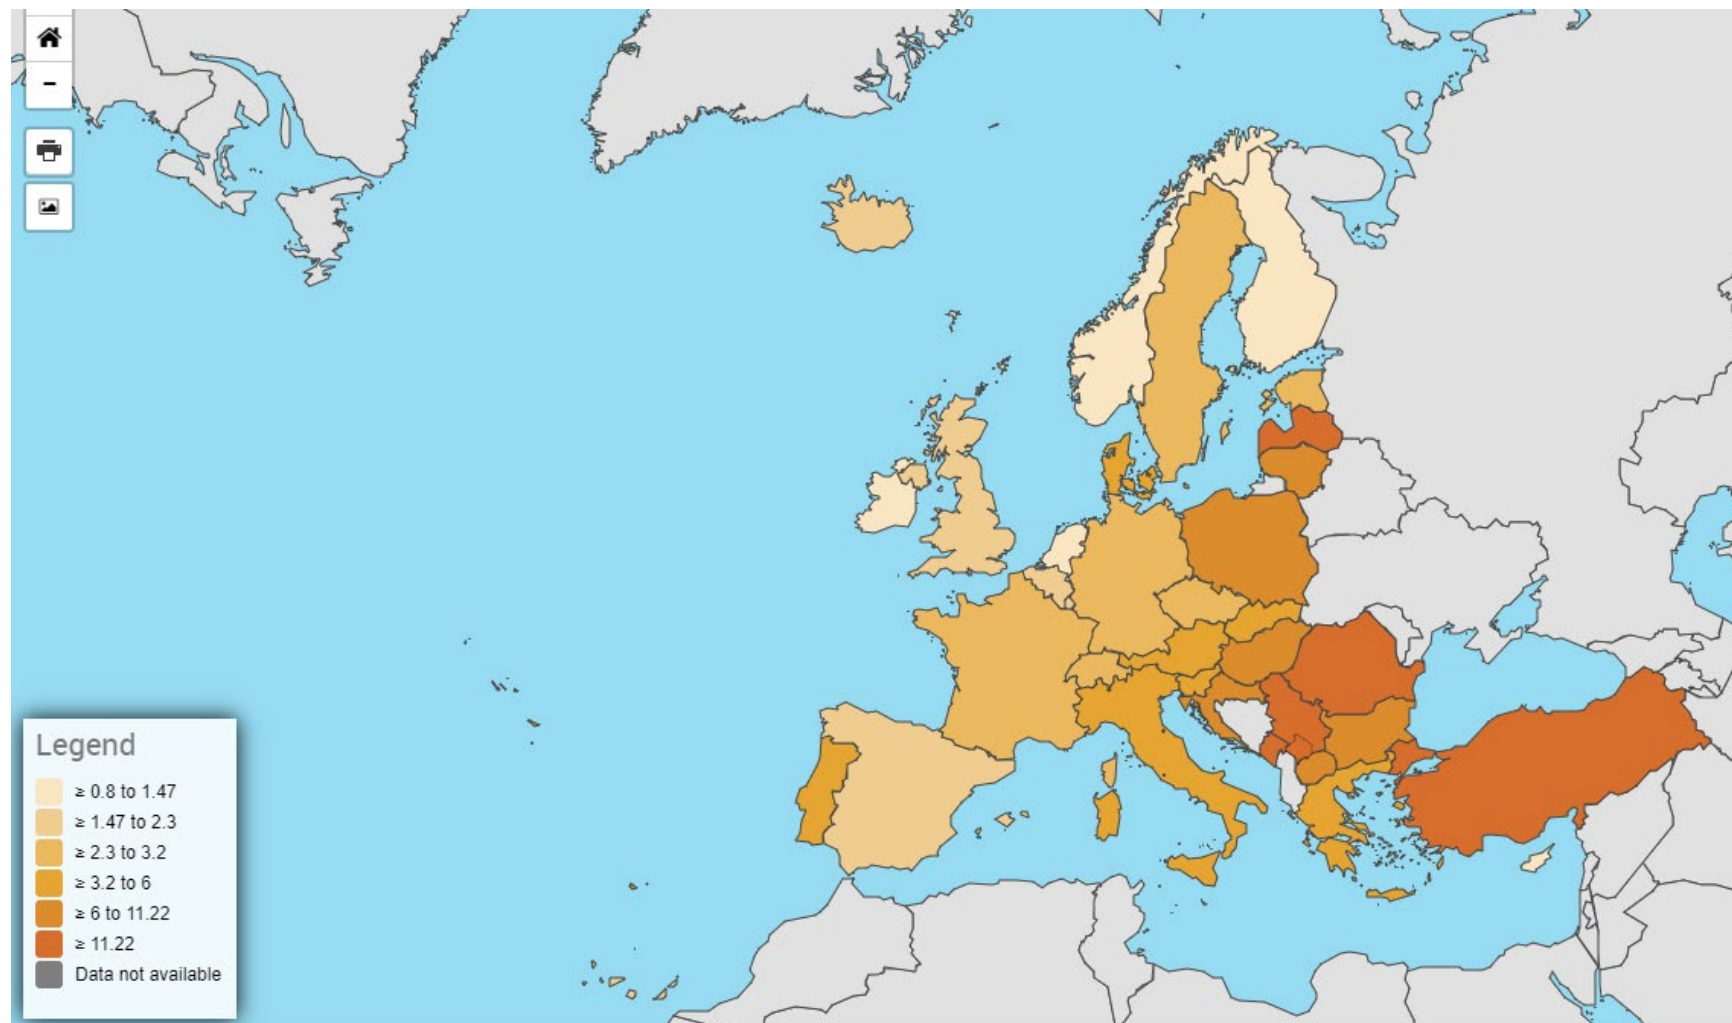 Legend
≥ 0.8 to 1.47
≥ 1.47 to 2.3
≥ 2.3 to 3.2
≥ 3.2 to 6
≥ 6 to 11.22
≥ 11.22
Data not available